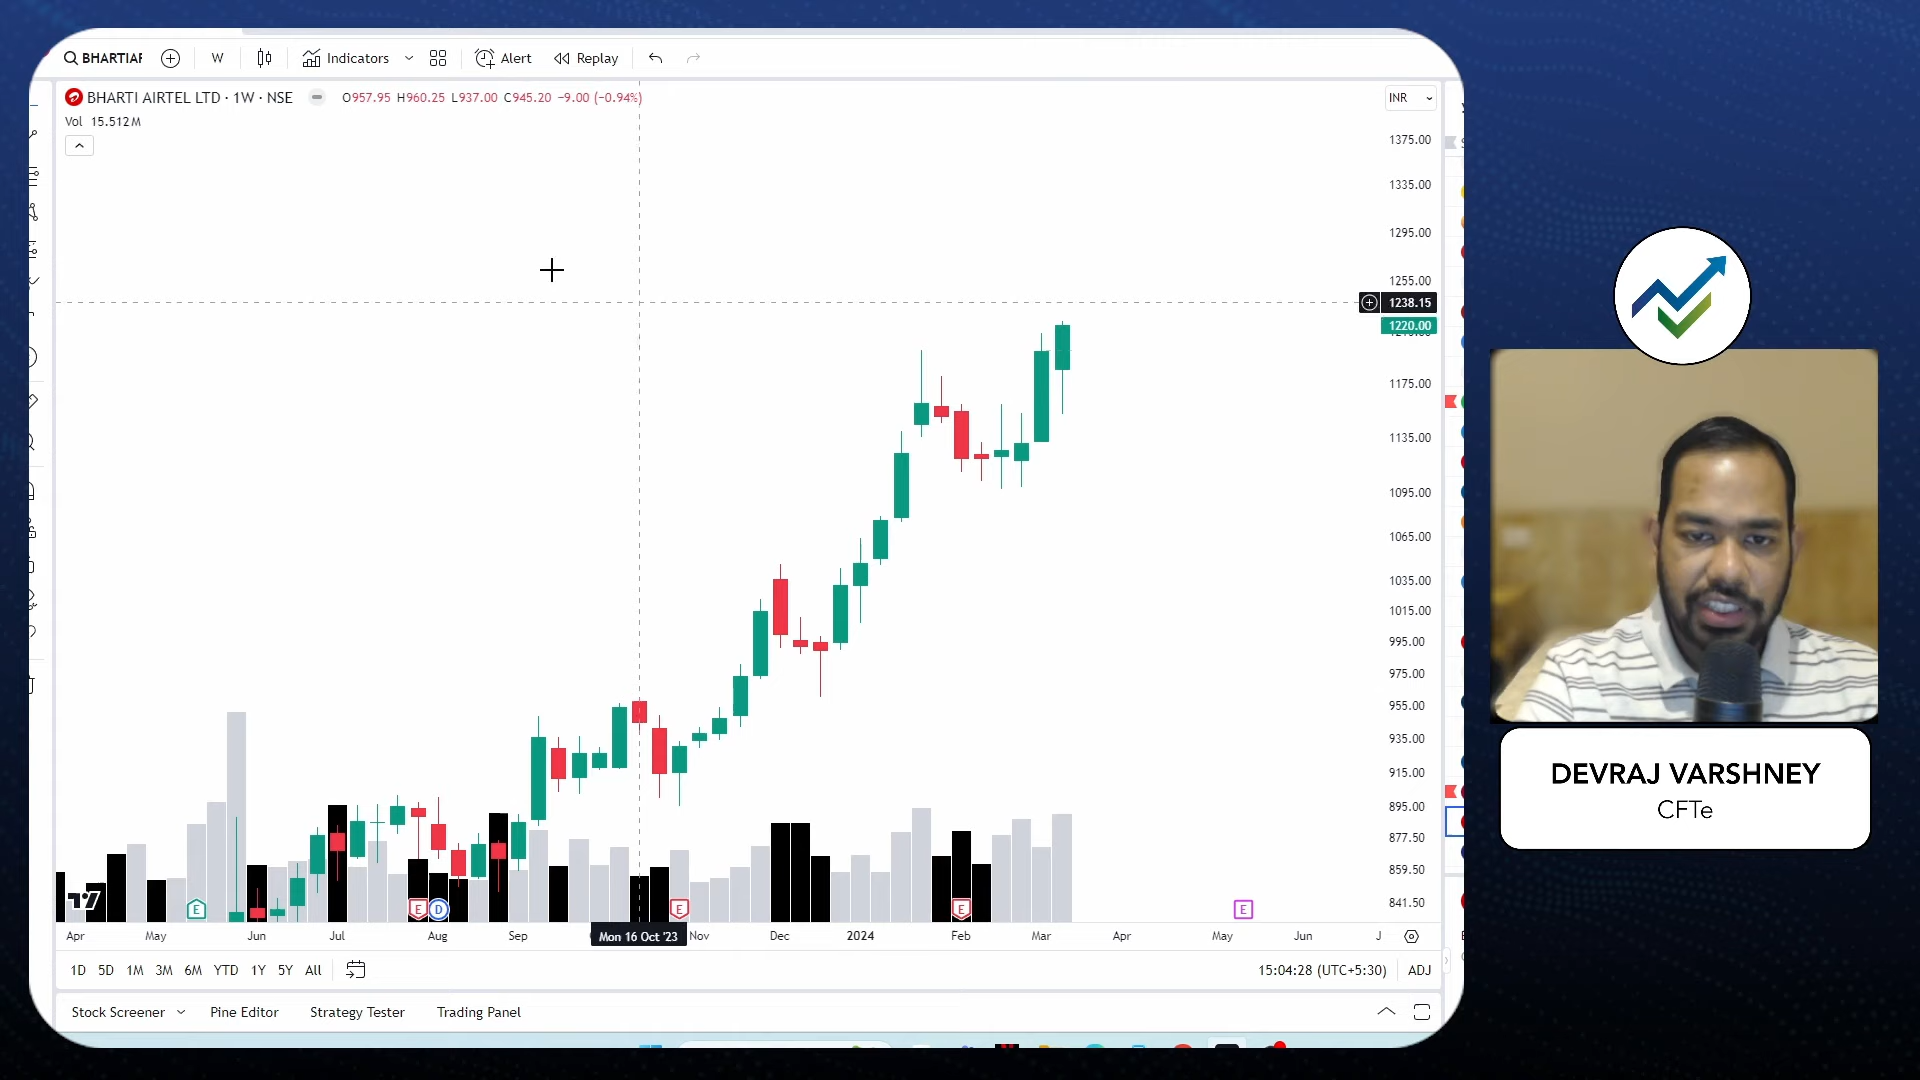 BHARTIAF
W
Indicators
Alert
Replay
BHARTI AIRTEL LTD · 1W · NSE
O957.95 H960.25 L937.00 C945.20 −9.00 (−0.94%)
INR
Vol 15.512M
1375.00
1335.00
1295.00
1255.00
1238.15
1220.00
1175.00
1135.00
1095.00
1065.00
1035.00
1015.00
995.00
975.00
955.00
935.00
915.00
895.00
877.50
859.50
841.50
E
E
D
E
E
E
Apr
May
Jun
Jul
Aug
Sep
Mon 16 Oct '23
Nov
Dec
2024
Feb
Mar
Apr
May
Jun
J
1D 5D 1M 3M 6M YTD 1Y 5Y All
15:04:28 (UTC+5:30)
ADJ
Stock Screener
Pine Editor
Strategy Tester
Trading Panel
DEVRAJ VARSHNEY
CFTe